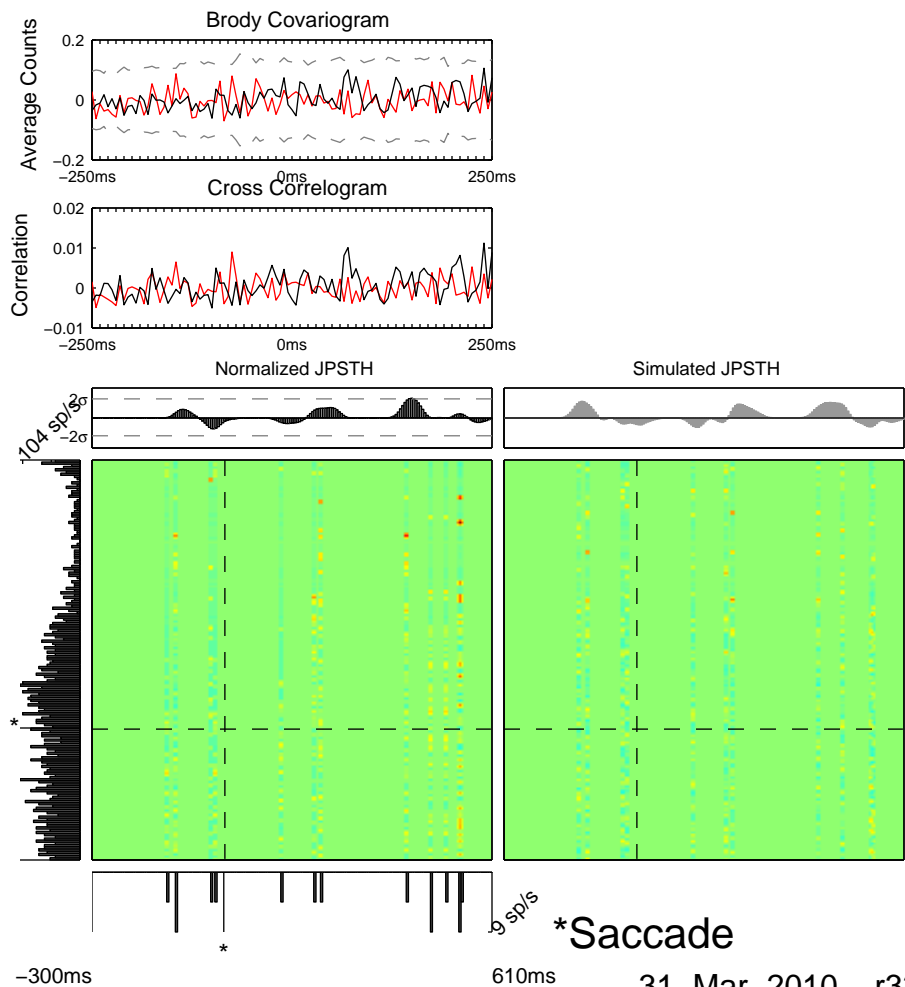 Brody Covariogram
Average Counts
0.2
0
−0.2
−250ms
0ms
250ms
Cross Correlogram
Correlation
0.02
0.01
0
−0.01
−250ms
0ms
250ms
Normalized JPSTH
Simulated JPSTH
2σ
−2σ
104 sp/s
*
9 sp/s
*
*Saccade
−300ms
610ms
31 Mar 2010